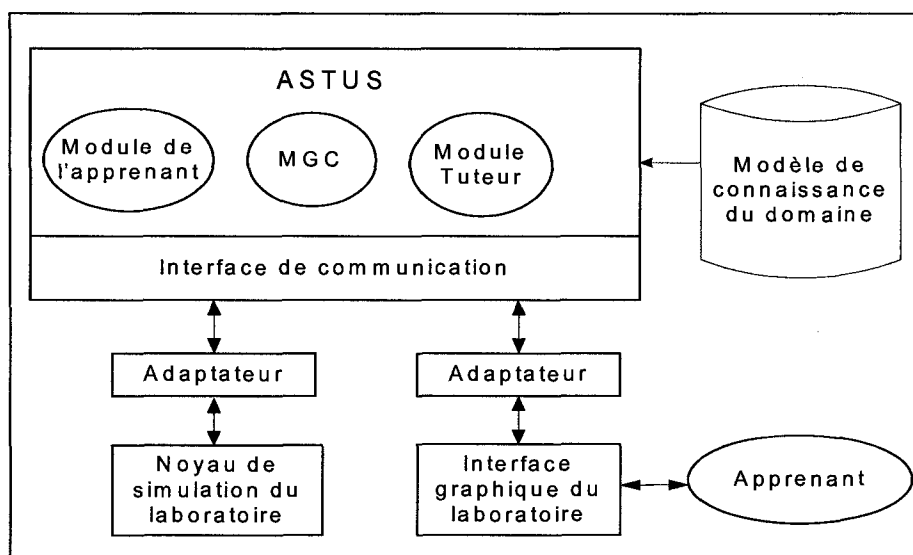 ASTUS
Module de
l'apprenant
MGC
Module
Tuteur
Modèle de
connaissance
du domaine
Interface de communication
Adaptateur
Adaptateur
Noyau de
simulation du
laboratoire
Interface
graphique du
laboratoire
Apprenant